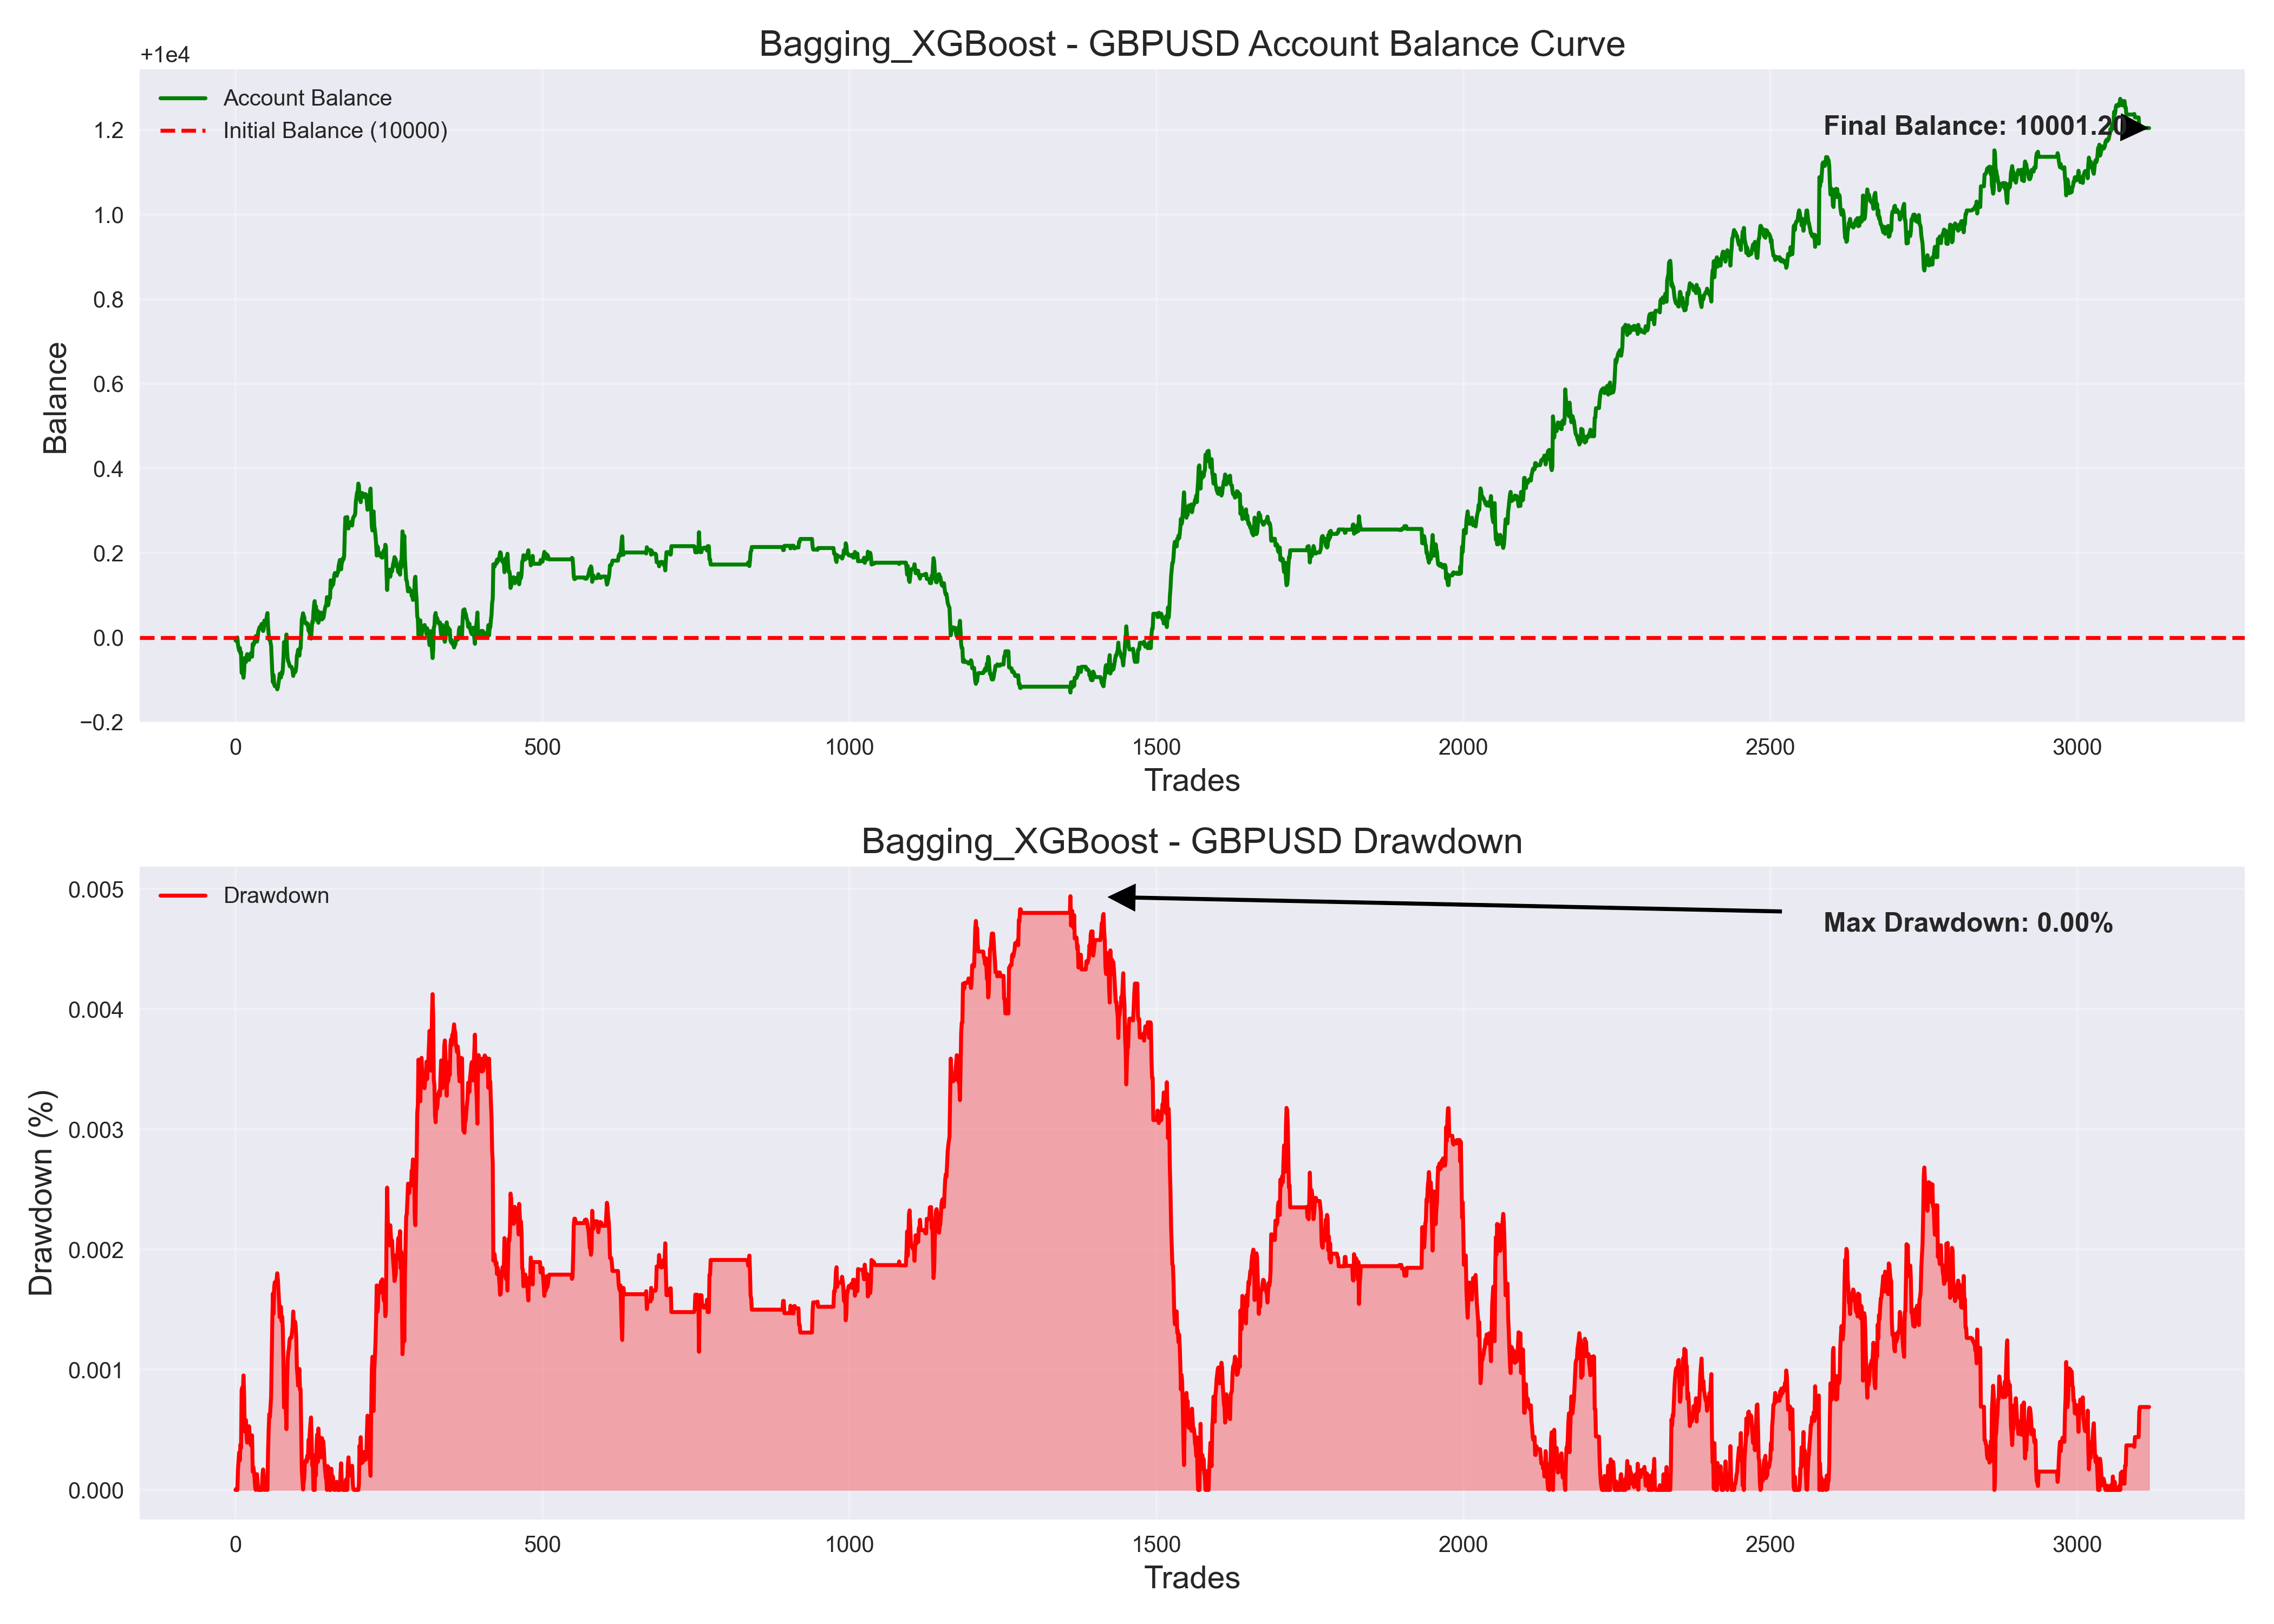 Bagging_XGBoost - GBPUSD Account Balance Curve
+1e4
Account Balance
Initial Balance (10000)
Final Balance: 10001.20
1.2
1.0
0.8
0.6
0.4
0.2
0.0
−0.2
Balance
0 500 1000 1500 2000 2500 3000
Trades
Bagging_XGBoost - GBPUSD Drawdown
Drawdown
Max Drawdown: 0.00%
0.005
0.004
0.003
0.002
0.001
0.000
Drawdown (%)
0 500 1000 1500 2000 2500 3000
Trades